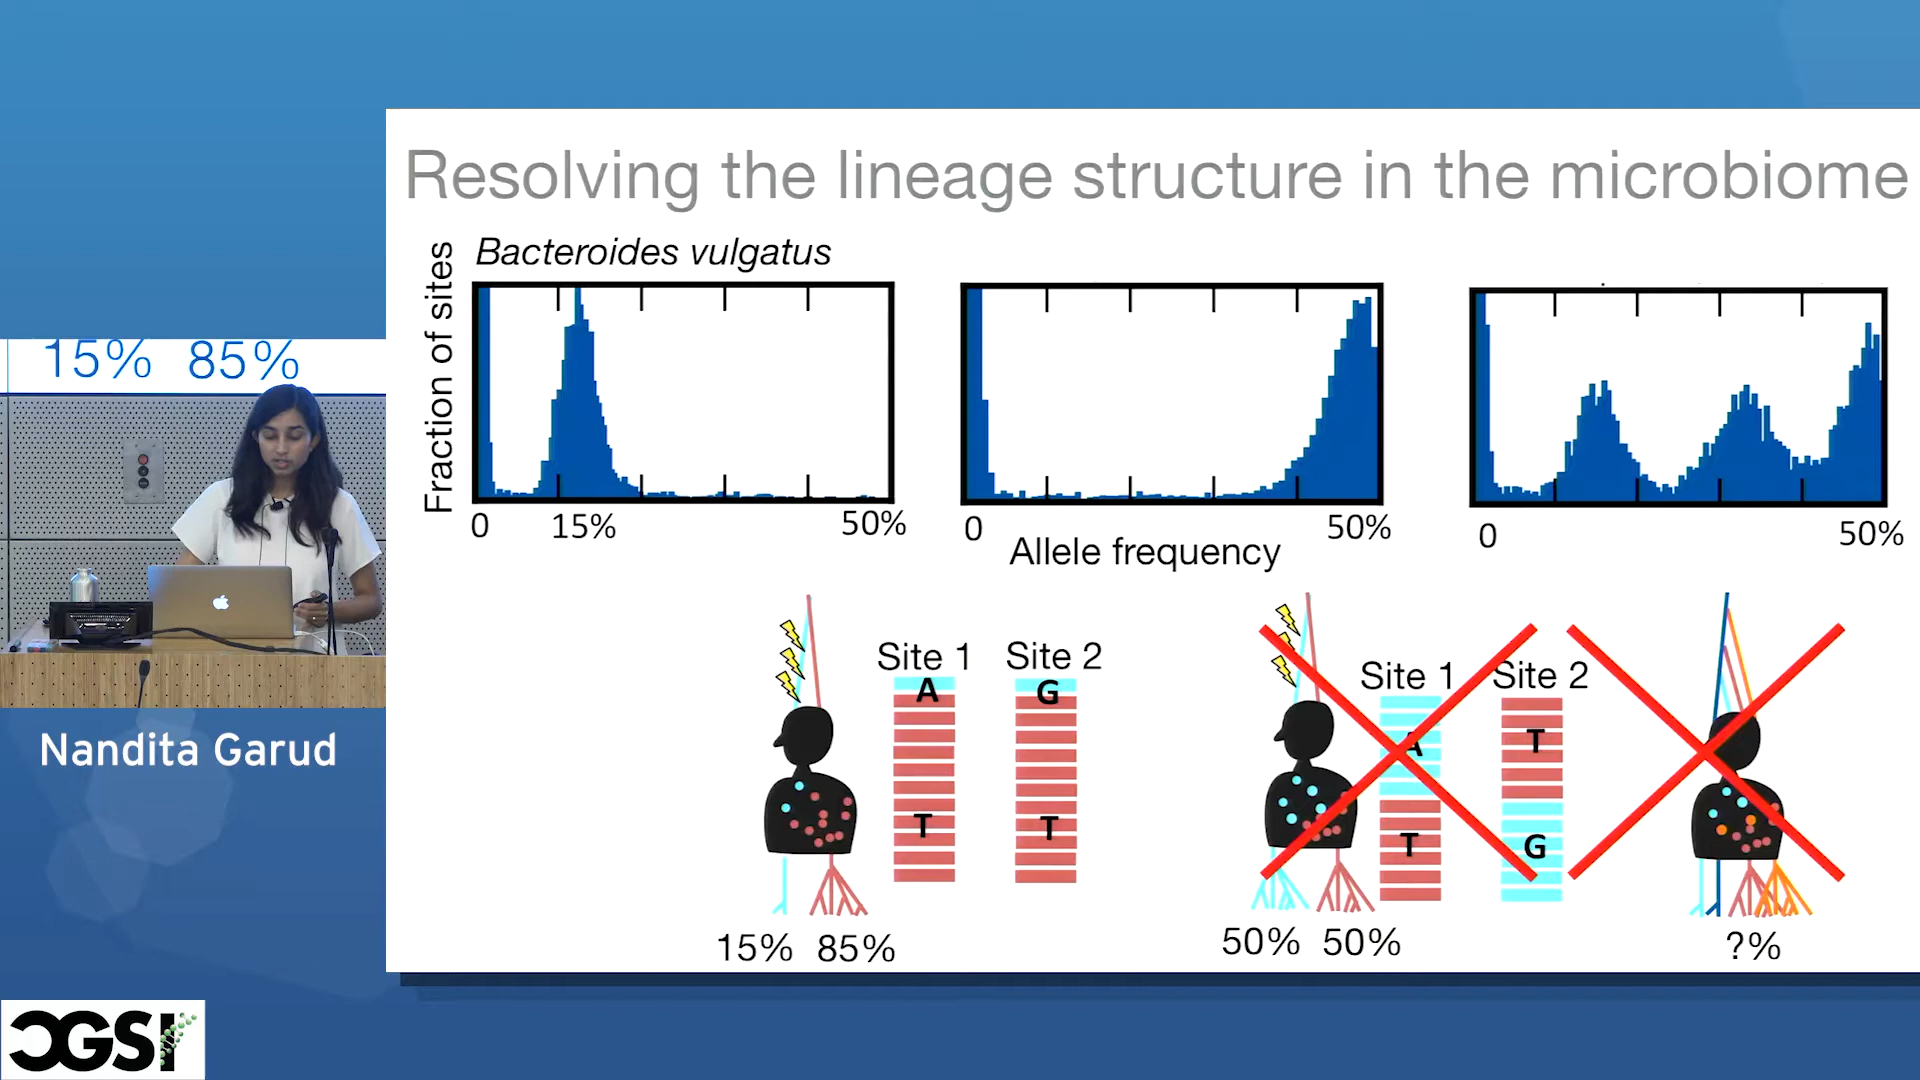 Resolving the lineage structure in the microbiome
Bacteroides vulgatus
Fraction of sites
0 15% 50%
0 50%
0 50%
Allele frequency
15% 85%
Site 1 Site 2
A G
T T
15% 85%
Site 1 Site 2
A T
T G
50% 50%
?%
Nandita Garud
CGSI